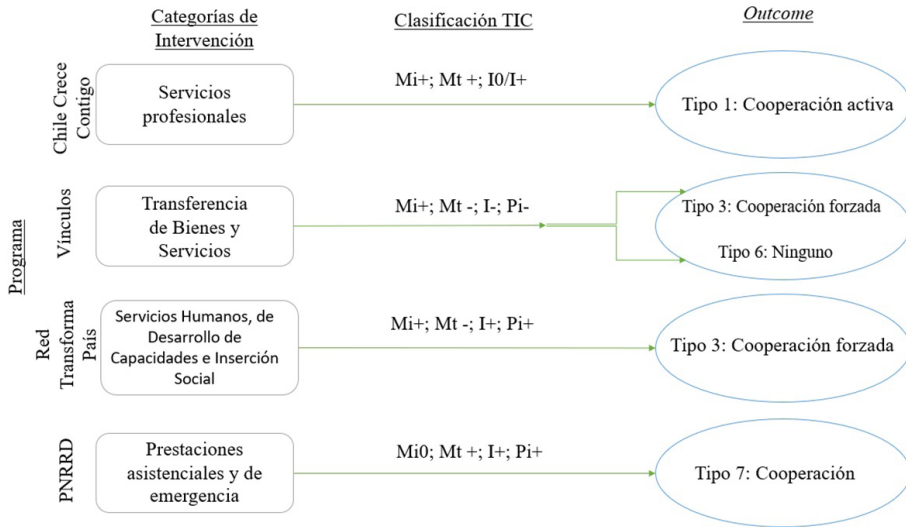 Categorías de
Intervención
Clasificación TIC
Outcome
Programa
Chile Crece
Contigo
Servicios
profesionales
Mi+; Mt +; I0/I+
Tipo 1: Cooperación activa
Vínculos
Transferencia
de Bienes y
Servicios
Mi+; Mt -; I-; Pi-
Tipo 3: Cooperación forzada
Tipo 6: Ninguno
Red
Transforma
País
Servicios Humanos, de
Desarrollo de
Capacidades e Inserción
Social
Mi+; Mt -; I+; Pi+
Tipo 3: Cooperación forzada
PNRRD
Prestaciones
asistenciales y de
emergencia
Mi0; Mt +; I+; Pi+
Tipo 7: Cooperación